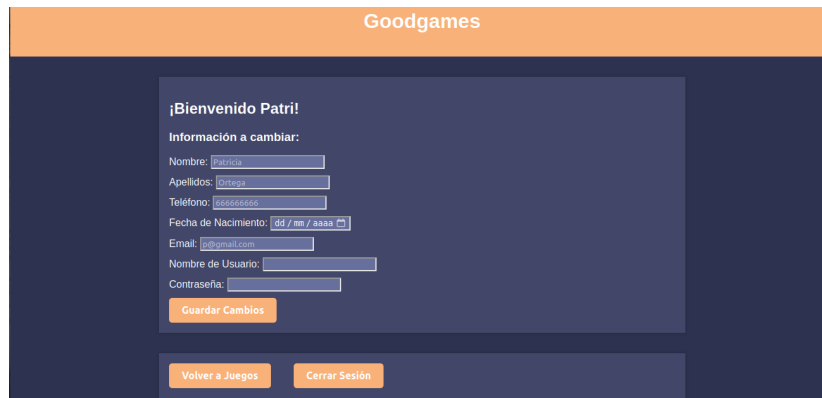 Goodgames
¡Bienvenido Patri!
Información a cambiar:
Nombre: Patricia
Apellidos: Ortega
Teléfono: 666666666
Fecha de Nacimiento: dd / mm / aaaa
Email: p@gmail.com
Nombre de Usuario:
Contraseña:
Guardar Cambios
Volver a Juegos Cerrar Sesión